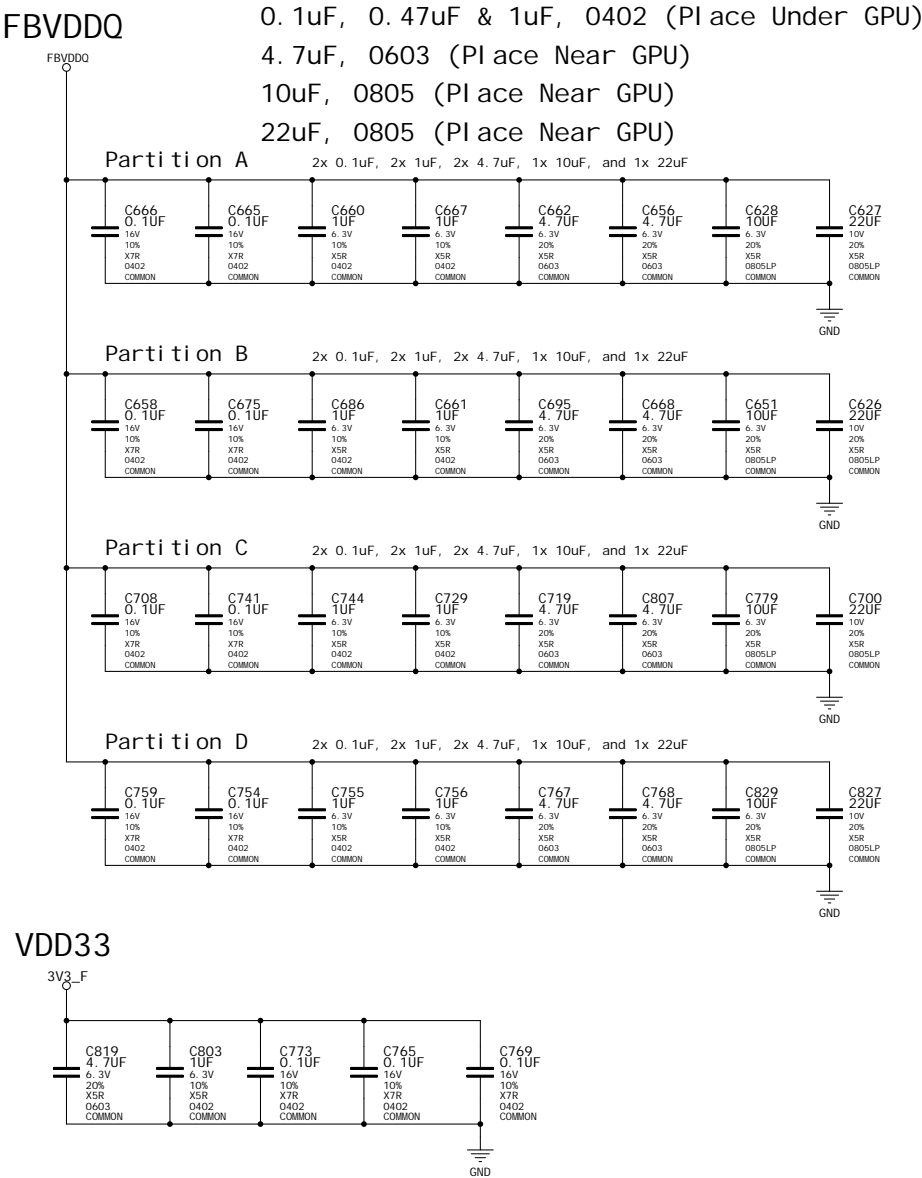 FBVDDQ
FBVDDQ
0.1uF, 0.47uF & 1uF, 0402 (Place Under GPU)
4.7uF, 0603 (Place Near GPU)
10uF, 0805 (Place Near GPU)
22uF, 0805 (Place Near GPU)
Partition A 2x 0.1uF, 2x 1uF, 2x 4.7uF, 1x 10uF, and 1x 22uF
C666 C665 C660 C667 C662 C656 C628 C627
0.1UF 0.1UF 1UF 1UF 4.7UF 4.7UF 10UF 22UF
16V 16V 6.3V 6.3V 6.3V 6.3V 6.3V 10V
10% 10% 10% 10% 20% 20% 20% 20%
X7R X7R X5R X5R X5R X5R X5R X5R
0402 0402 0402 0402 0603 0603 0805LP 0805LP
COMMON COMMON COMMON COMMON COMMON COMMON COMMON COMMON
GND
Partition B 2x 0.1uF, 2x 1uF, 2x 4.7uF, 1x 10uF, and 1x 22uF
C658 C675 C686 C661 C695 C668 C651 C626
0.1UF 0.1UF 1UF 1UF 4.7UF 4.7UF 10UF 22UF
16V 16V 6.3V 6.3V 6.3V 6.3V 6.3V 10V
10% 10% 10% 10% 20% 20% 20% 20%
X7R X7R X5R X5R X5R X5R X5R X5R
0402 0402 0402 0402 0603 0603 0805LP 0805LP
COMMON COMMON COMMON COMMON COMMON COMMON COMMON COMMON
GND
Partition C 2x 0.1uF, 2x 1uF, 2x 4.7uF, 1x 10uF, and 1x 22uF
C708 C741 C744 C729 C719 C807 C779 C700
0.1UF 0.1UF 1UF 1UF 4.7UF 4.7UF 10UF 22UF
16V 16V 6.3V 6.3V 6.3V 6.3V 6.3V 10V
10% 10% 10% 10% 20% 20% 20% 20%
X7R X7R X5R X5R X5R X5R X5R X5R
0402 0402 0402 0402 0603 0603 0805LP 0805LP
COMMON COMMON COMMON COMMON COMMON COMMON COMMON COMMON
GND
Partition D 2x 0.1uF, 2x 1uF, 2x 4.7uF, 1x 10uF, and 1x 22uF
C759 C754 C755 C756 C767 C768 C829 C827
0.1UF 0.1UF 1UF 1UF 4.7UF 4.7UF 10UF 22UF
16V 16V 6.3V 6.3V 6.3V 6.3V 6.3V 10V
10% 10% 10% 10% 20% 20% 20% 20%
X7R X7R X5R X5R X5R X5R X5R X5R
0402 0402 0402 0402 0603 0603 0805LP 0805LP
COMMON COMMON COMMON COMMON COMMON COMMON COMMON COMMON
GND
VDD33
3V3_F
C819 C803 C773 C765 C769
4.7UF 1UF 0.1UF 0.1UF 0.1UF
6.3V 6.3V 16V 16V 16V
20% 10% 10% 10% 10%
X5R X5R X7R X7R X7R
0603 0402 0402 0402 0402
COMMON COMMON COMMON COMMON COMMON
GND